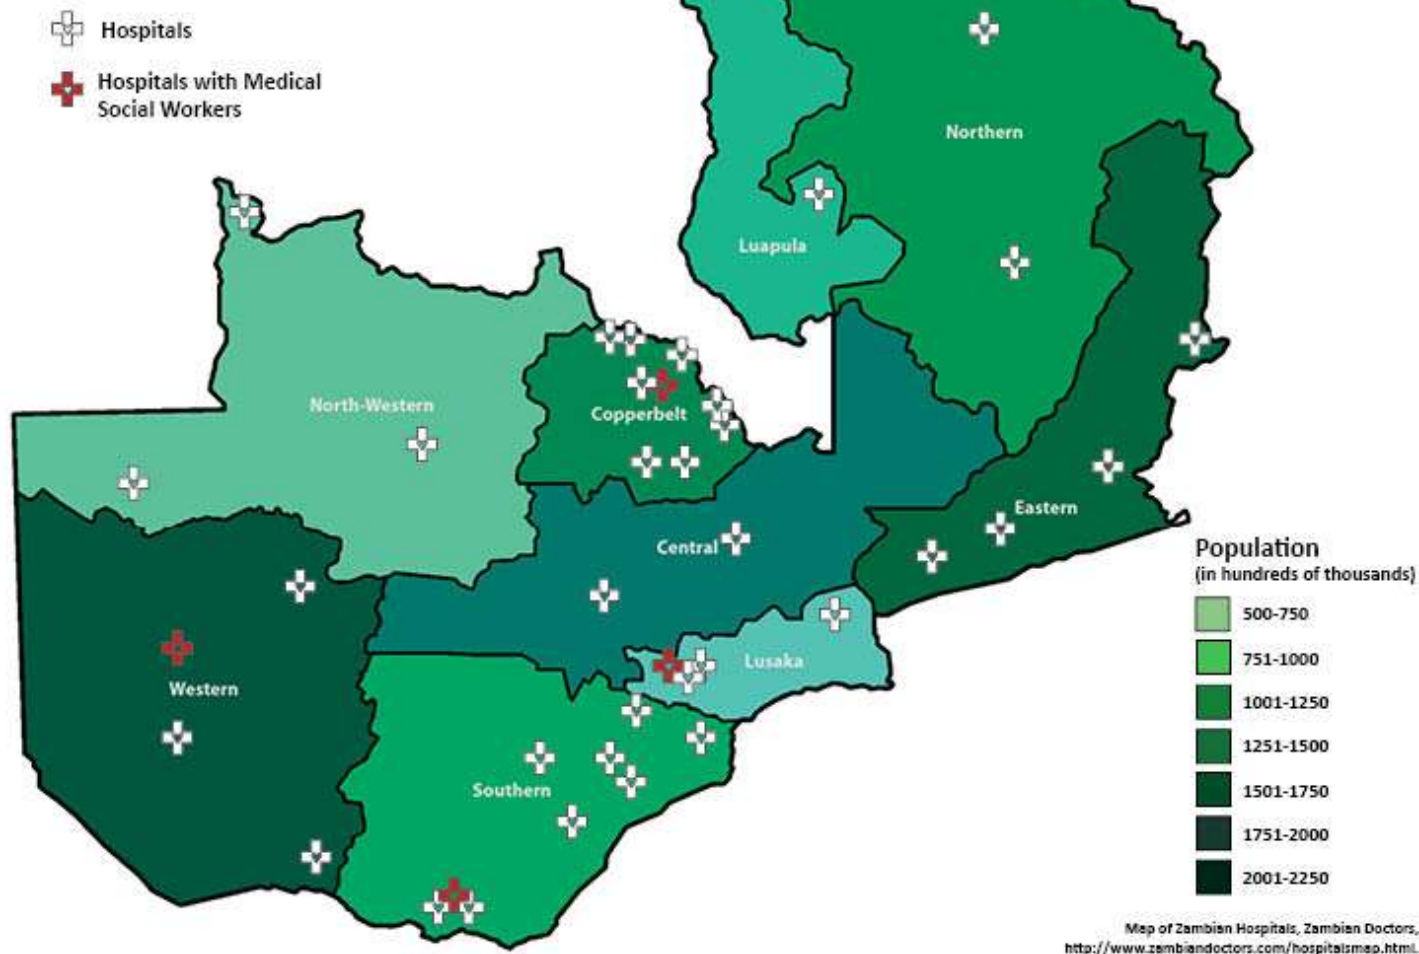 Hospitals
Hospitals with Medical
Social Workers
Northern
Luapula
North-Western
Copperbelt
Eastern
Central
Lusaka
Western
Southern
Population
(in hundreds of thousands)
500-750
751-1000
1001-1250
1251-1500
1501-1750
1751-2000
2001-2250
Map of Zambian Hospitals, Zambian Doctors,
http://www.zambiandoctors.com/hospitalsmap.html.